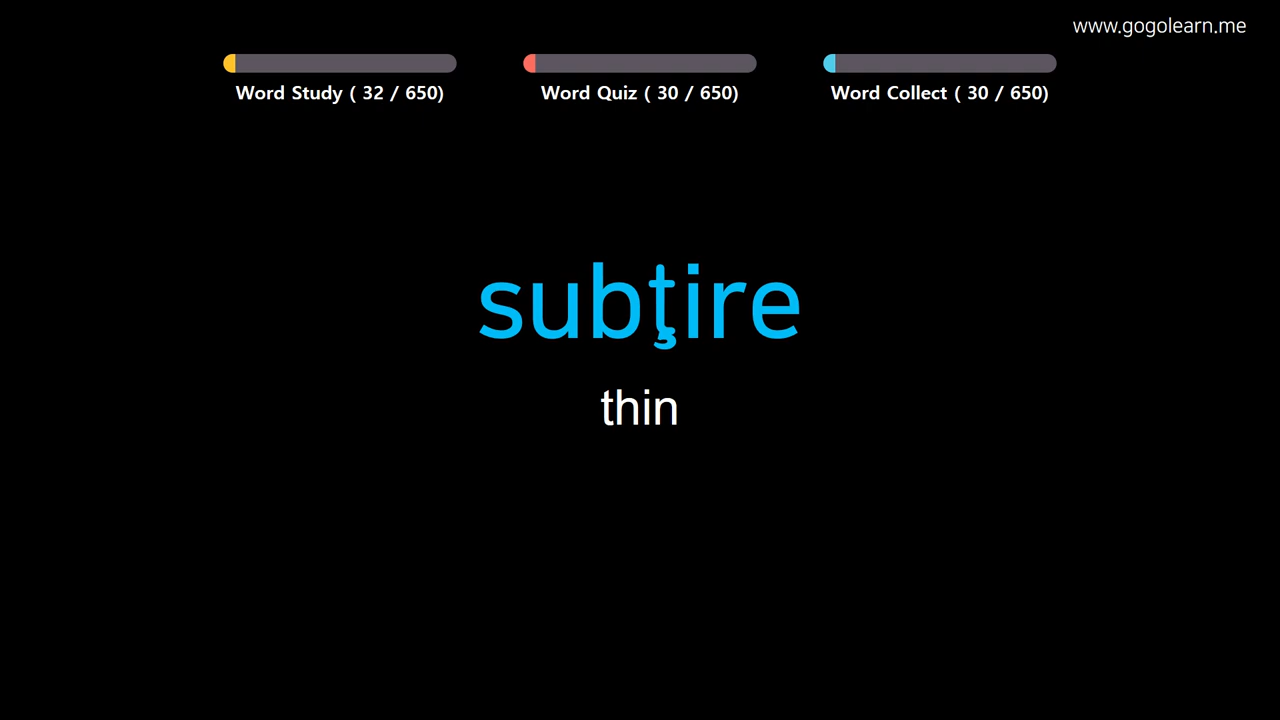 www.gogolearn.me
Word Study ( 32 / 650)
Word Quiz ( 30 / 650)
Word Collect ( 30 / 650)
subţire
thin